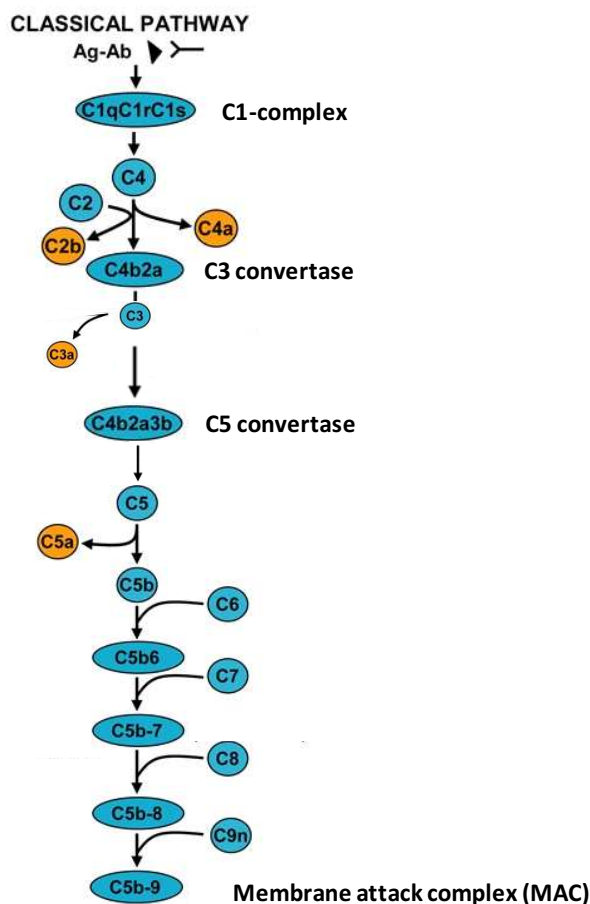 CLASSICAL PATHWAY
Ag-Ab
C1qC1rC1s C1-complex
C4
C2
C4a
C2b
C4b2a C3 convertase
C3
C3a
C4b2a3b C5 convertase
C5
C5a
C5b
C6
C5b6
C7
C5b-7
C8
C5b-8
C9n
C5b-9
Membrane attack complex (MAC)